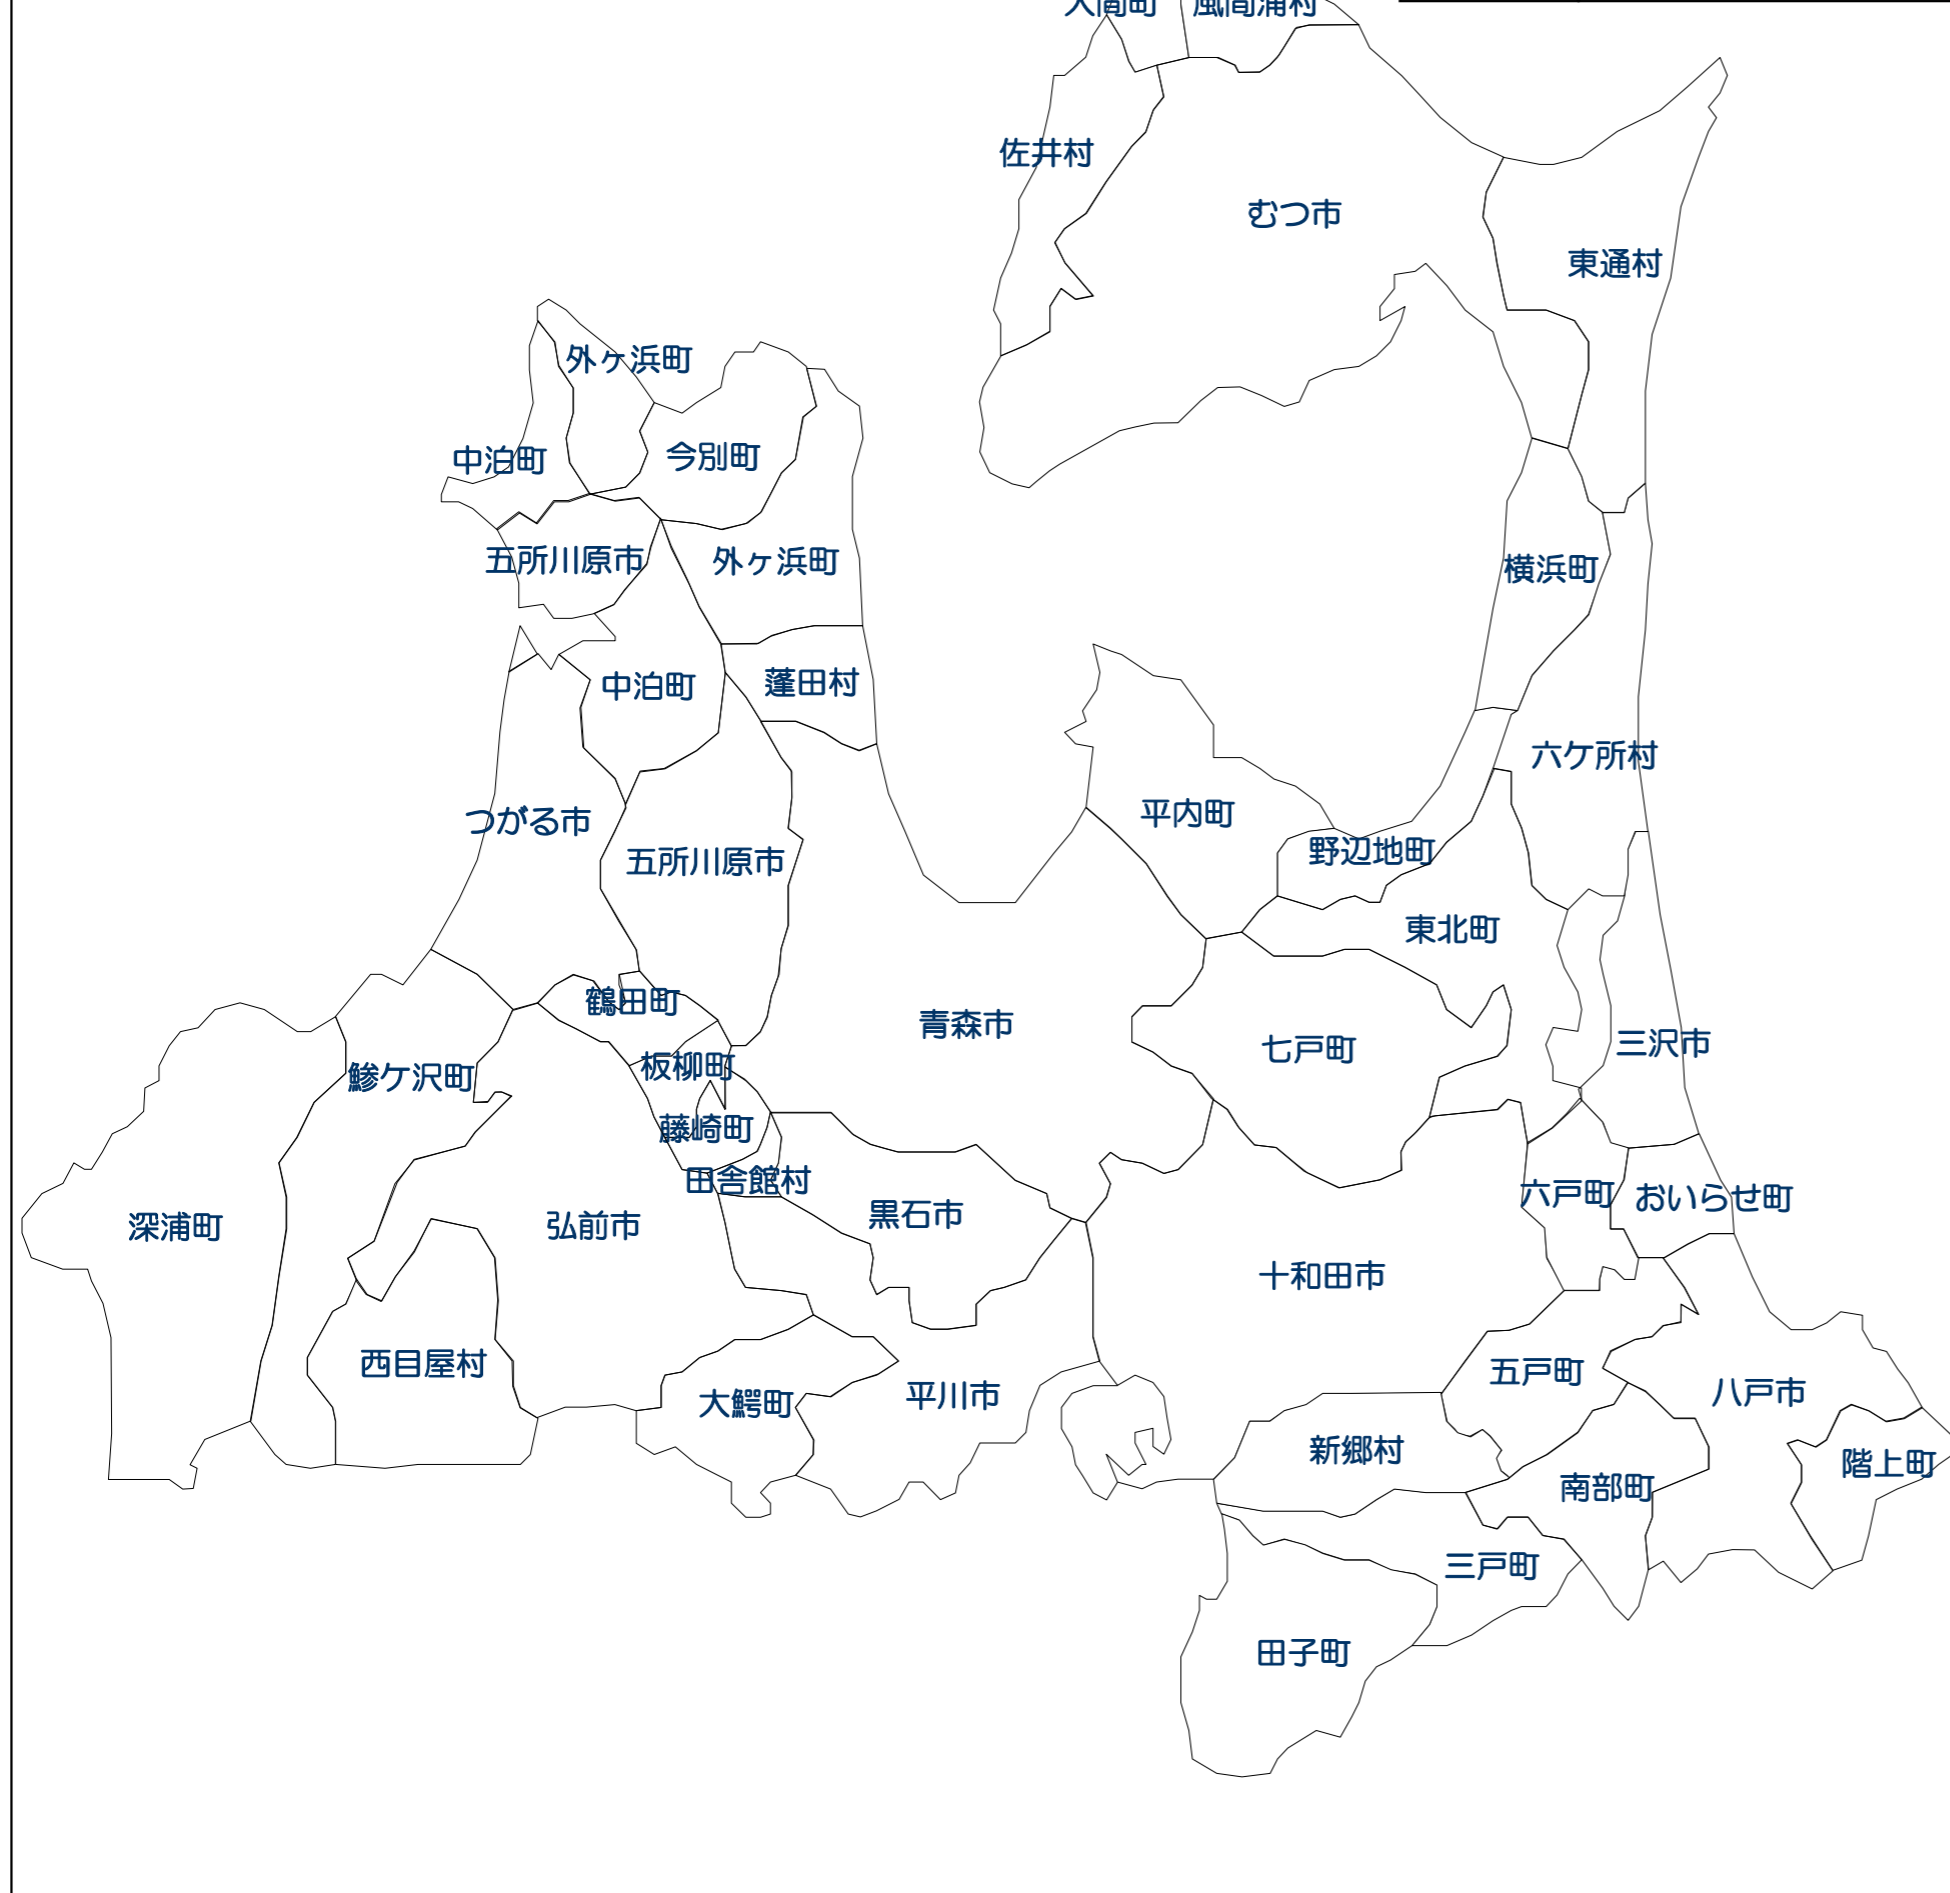 大間町
風間浦村
佐井村
むつ市
東通村
外ヶ浜町
中泊町
今別町
五所川原市
外ヶ浜町
横浜町
中泊町
蓬田村
六ケ所村
つがる市
平内町
野辺地町
五所川原市
東北町
鶴田町
青森市
三沢市
七戸町
板柳町
鰺ケ沢町
藤崎町
田舎館村
六戸町
おいらせ町
黒石市
深浦町
弘前市
十和田市
西目屋村
五戸町
八戸市
大鰐町
平川市
新郷村
階上町
南部町
三戸町
田子町